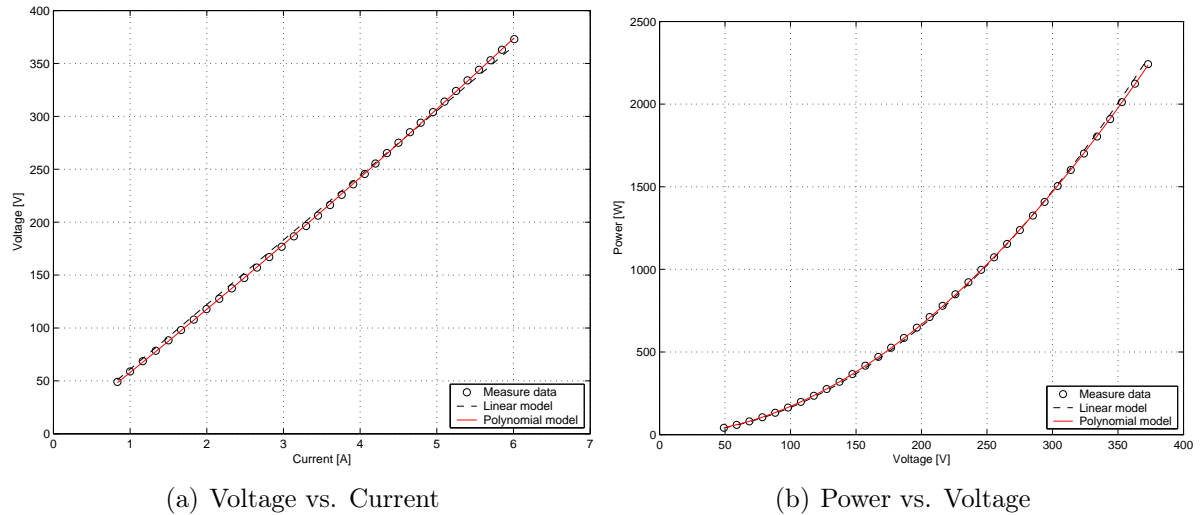 400
350
300
250
200
150
100
50
0
Voltage [V]
0 1 2 3 4 5 6 7
Current [A]
Measure data
Linear model
Polynomial model
(a) Voltage vs. Current
2500
2000
1500
1000
500
0
Power [W]
0 50 100 150 200 250 300 350 400
Voltage [V]
Measure data
Linear model
Polynomial model
(b) Power vs. Voltage